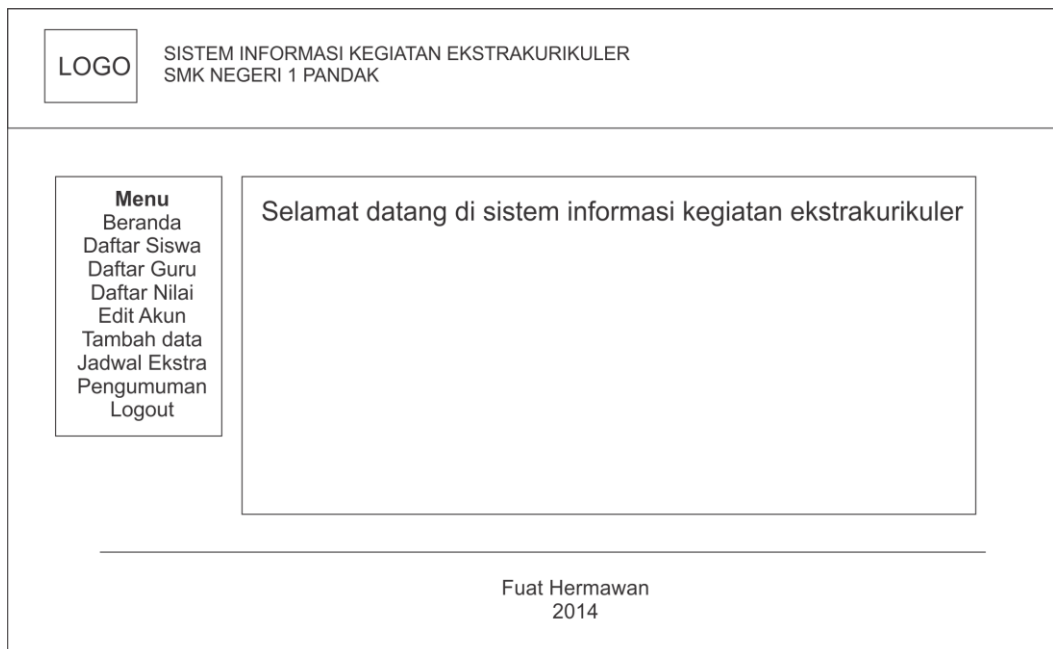 LOGO
SISTEM INFORMASI KEGIATAN EKSTRAKURIKULER
SMK NEGERI 1 PANDAK
Menu
Beranda
Daftar Siswa
Daftar Guru
Daftar Nilai
Edit Akun
Tambah data
Jadwal Ekstra
Pengumuman
Logout
Selamat datang di sistem informasi kegiatan ekstrakurikuler
Fuat Hermawan
2014